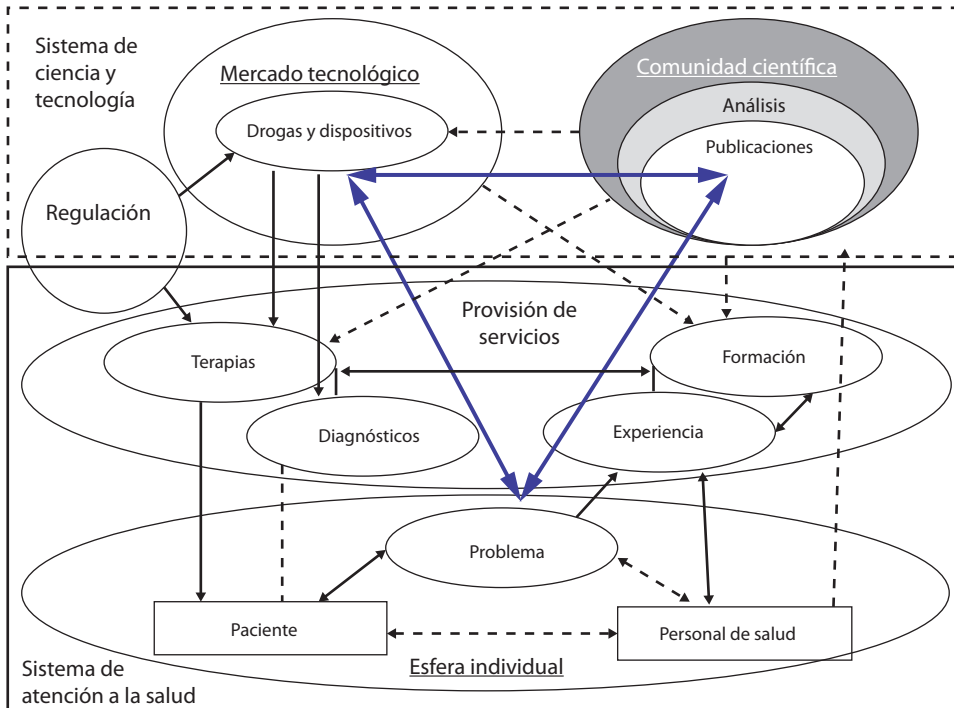 Sistema de
ciencia y
tecnología
Mercado tecnológico
Drogas y dispositivos
Comunidad científica
Análisis
Publicaciones
Regulación
Provisión de
servicios
Terapias
Formación
Diagnósticos
Experiencia
Problema
Paciente
Personal de salud
Esfera individual
Sistema de
atención a la salud